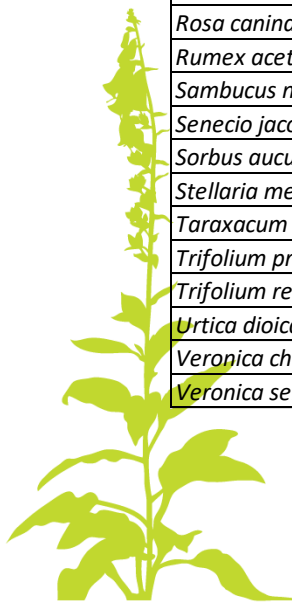 Rosa canina
Rumex acet
Sambucus n
Senecio jaco
Sorbus aucu
Stellaria me
Taraxacum
Trifolium pr
Trifolium re
Urtica dioica
Veronica ch
Veronica se